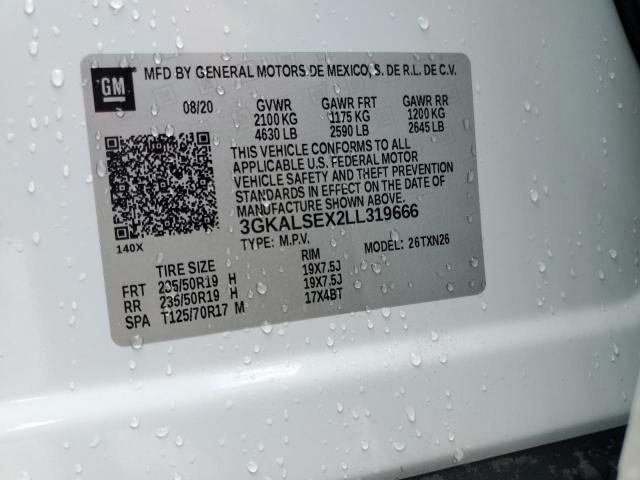 GM
MFD BY GENERAL MOTORS DE MEXICO, S. DE R.L. DE C.V.
08/20 GVWR GAWR FRT GAWR RR
2100 KG 1175 KG 1200 KG
4630 LB 2590 LB 2645 LB
THIS VEHICLE CONFORMS TO ALL
APPLICABLE U.S. FEDERAL MOTOR
VEHICLE SAFETY AND THEFT PREVENTION
STANDARDS IN EFFECT ON THE DATE OF
MANUFACTURE SHOWN ABOVE.
3GKALSEX2LL319666
140X TYPE: M.P.V. MODEL: 26TXN26
TIRE SIZE RIM
FRT 235/50R19 H 19X7.5J
RR 235/50R19 H 19X7.5J
SPA T125/70R17 M 17X4BT